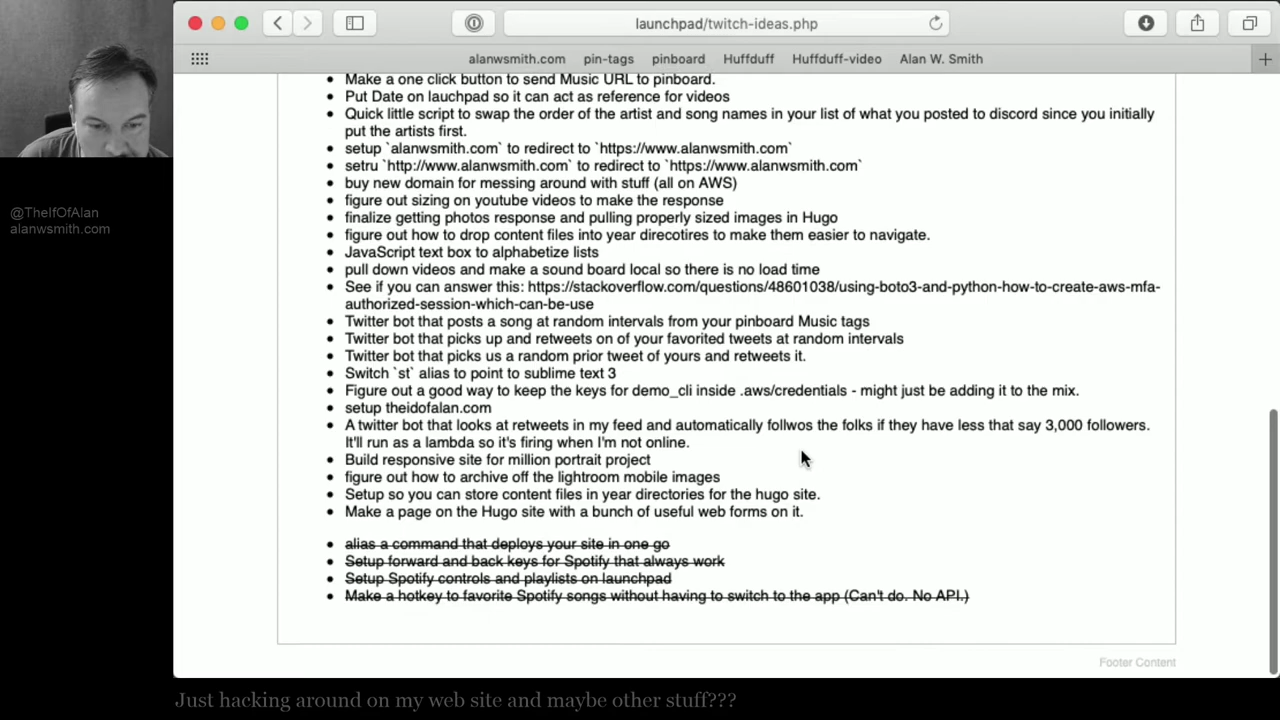 launchpad/twitch-ideas.php
alanwsmith.com pin-tags pinboard Huffduff Huffduff-video Alan W. Smith
@TheIfOfAlan
alanwsmith.com
Make a one click button to send Music URL to pinboard.
Put Date on lauchpad so it can act as reference for videos
Quick little script to swap the order of the artist and song names in your list of what you posted to discord since you initially
put the artists first.
setup `alanwsmith.com` to redirect to `https://www.alanwsmith.com`
setru `http://www.alanwsmith.com` to redirect to `https://www.alanwsmith.com`
buy new domain for messing around with stuff (all on AWS)
figure out sizing on youtube videos to make the response
finalize getting photos response and pulling properly sized images in Hugo
figure out how to drop content files into year direcotires to make them easier to navigate.
JavaScript text box to alphabetize lists
pull down videos and make a sound board local so there is no load time
See if you can answer this: https://stackoverflow.com/questions/48601038/using-boto3-and-python-how-to-create-aws-mfa-
authorized-session-which-can-be-use
Twitter bot that posts a song at random intervals from your pinboard Music tags
Twitter bot that picks up and retweets on of your favorited tweets at random intervals
Twitter bot that picks us a random prior tweet of yours and retweets it.
Switch `st` alias to point to sublime text 3
Figure out a good way to keep the keys for demo_cli inside .aws/credentials - might just be adding it to the mix.
setup theidofalan.com
A twitter bot that looks at retweets in my feed and automatically follwos the folks if they have less that say 3,000 followers.
It'll run as a lambda so it's firing when I'm not online.
Build responsive site for million portrait project
figure out how to archive off the lightroom mobile images
Setup so you can store content files in year directories for the hugo site.
Make a page on the Hugo site with a bunch of useful web forms on it.
alias a command that deploys your site in one go
Setup forward and back keys for Spotify that always work
Setup Spotify controls and playlists on launchpad
Make a hotkey to favorite Spotify songs without having to switch to the app (Can't do. No API.)
Footer Content
Just hacking around on my web site and maybe other stuff???